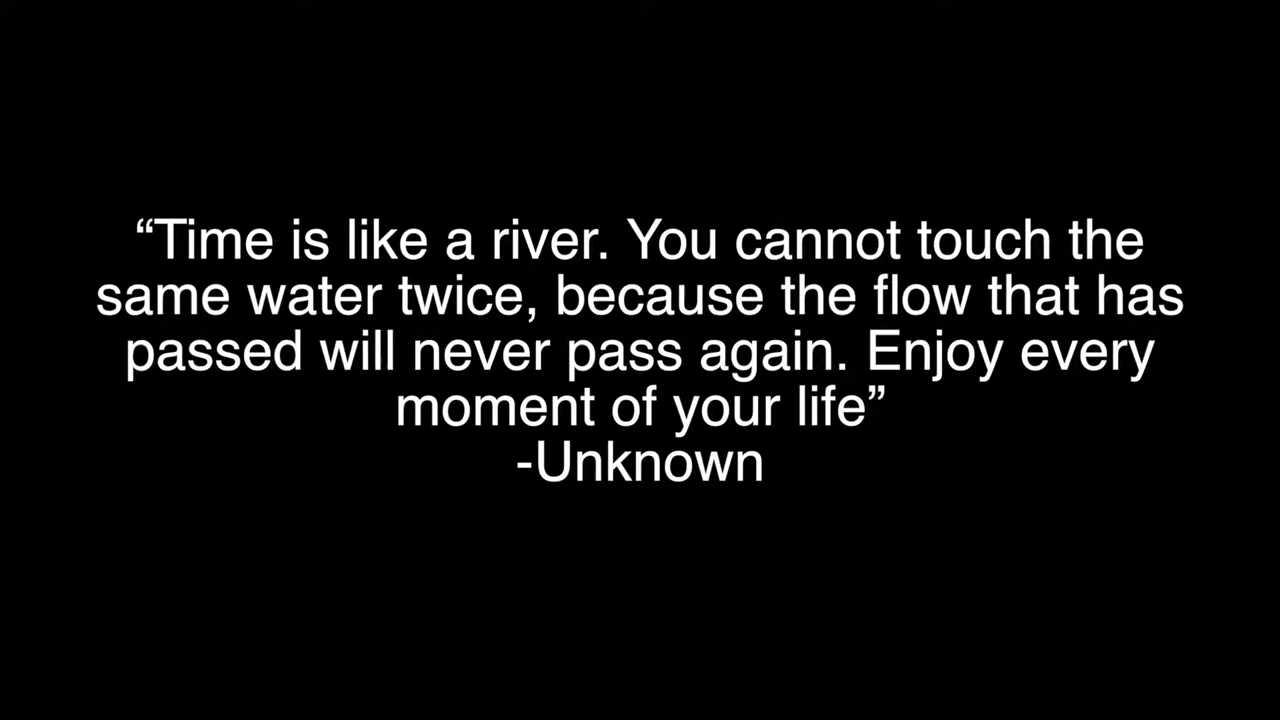 “Time is like a river. You cannot touch the
same water twice, because the flow that has
passed will never pass again. Enjoy every
moment of your life”
-Unknown